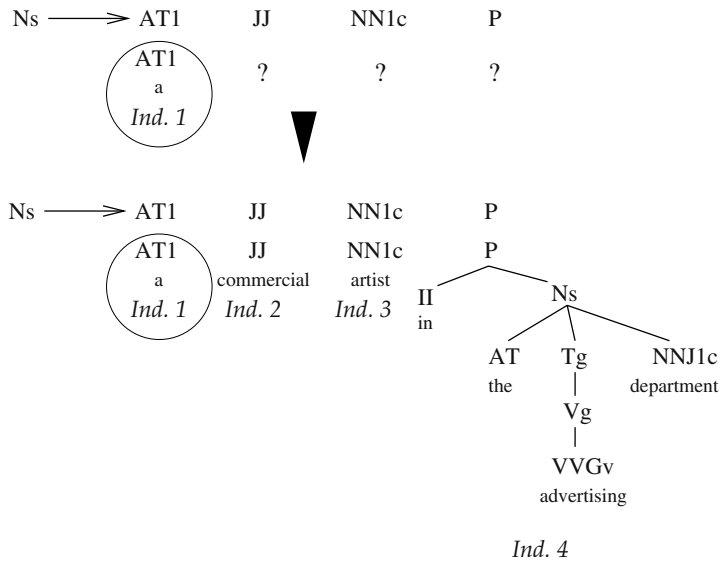 Ns AT1 JJ NN1c P
AT1 ? ? ?
a
Ind. 1
Ns AT1 JJ NN1c P
AT1 JJ NN1c P
a commercial artist
Ind. 1 Ind. 2 Ind. 3
II Ns
in
AT Tg NNJ1c
the department
Vg
VVGv
advertising
Ind. 4